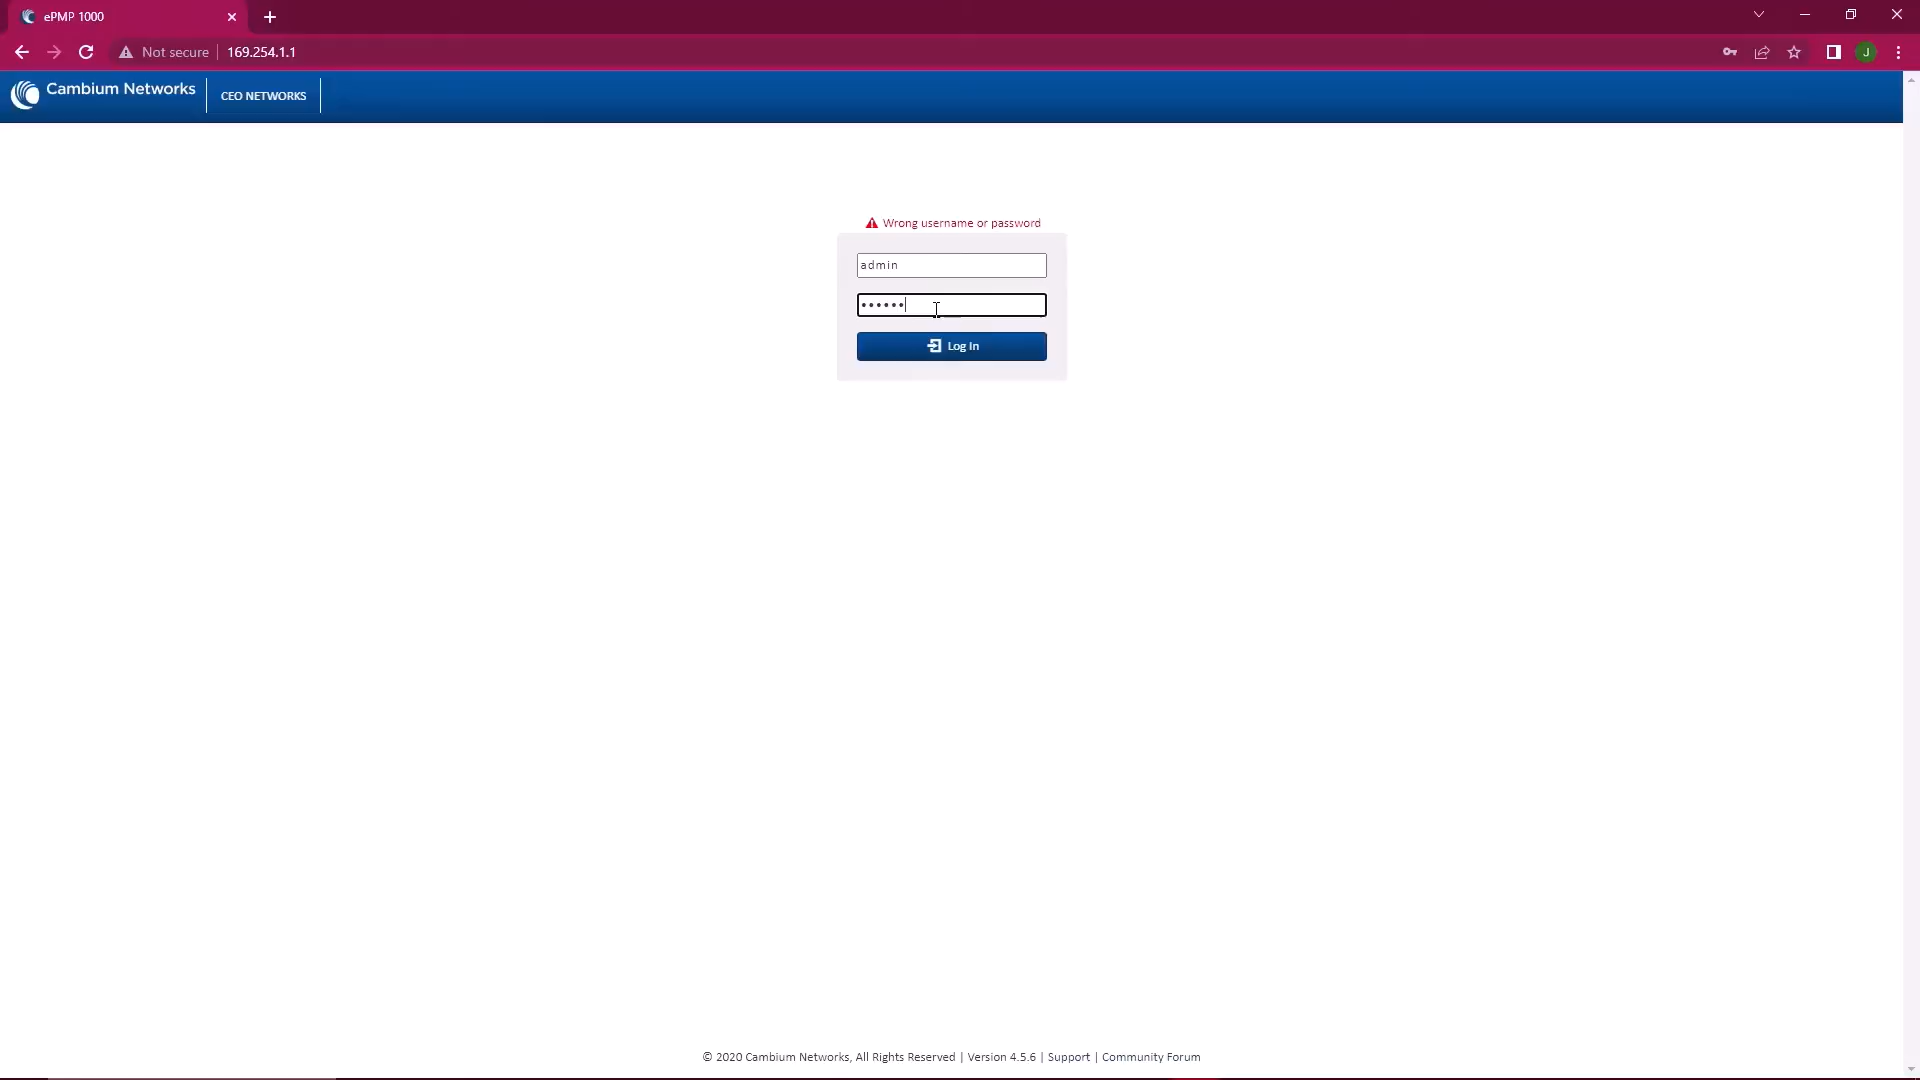 ePMP 1000
Not secure
169.254.1.1
J
Cambium Networks
CEO NETWORKS
Wrong username or password
admin
••••••
Log In
© 2020 Cambium Networks, All Rights Reserved | Version 4.5.6 | Support | Community Forum